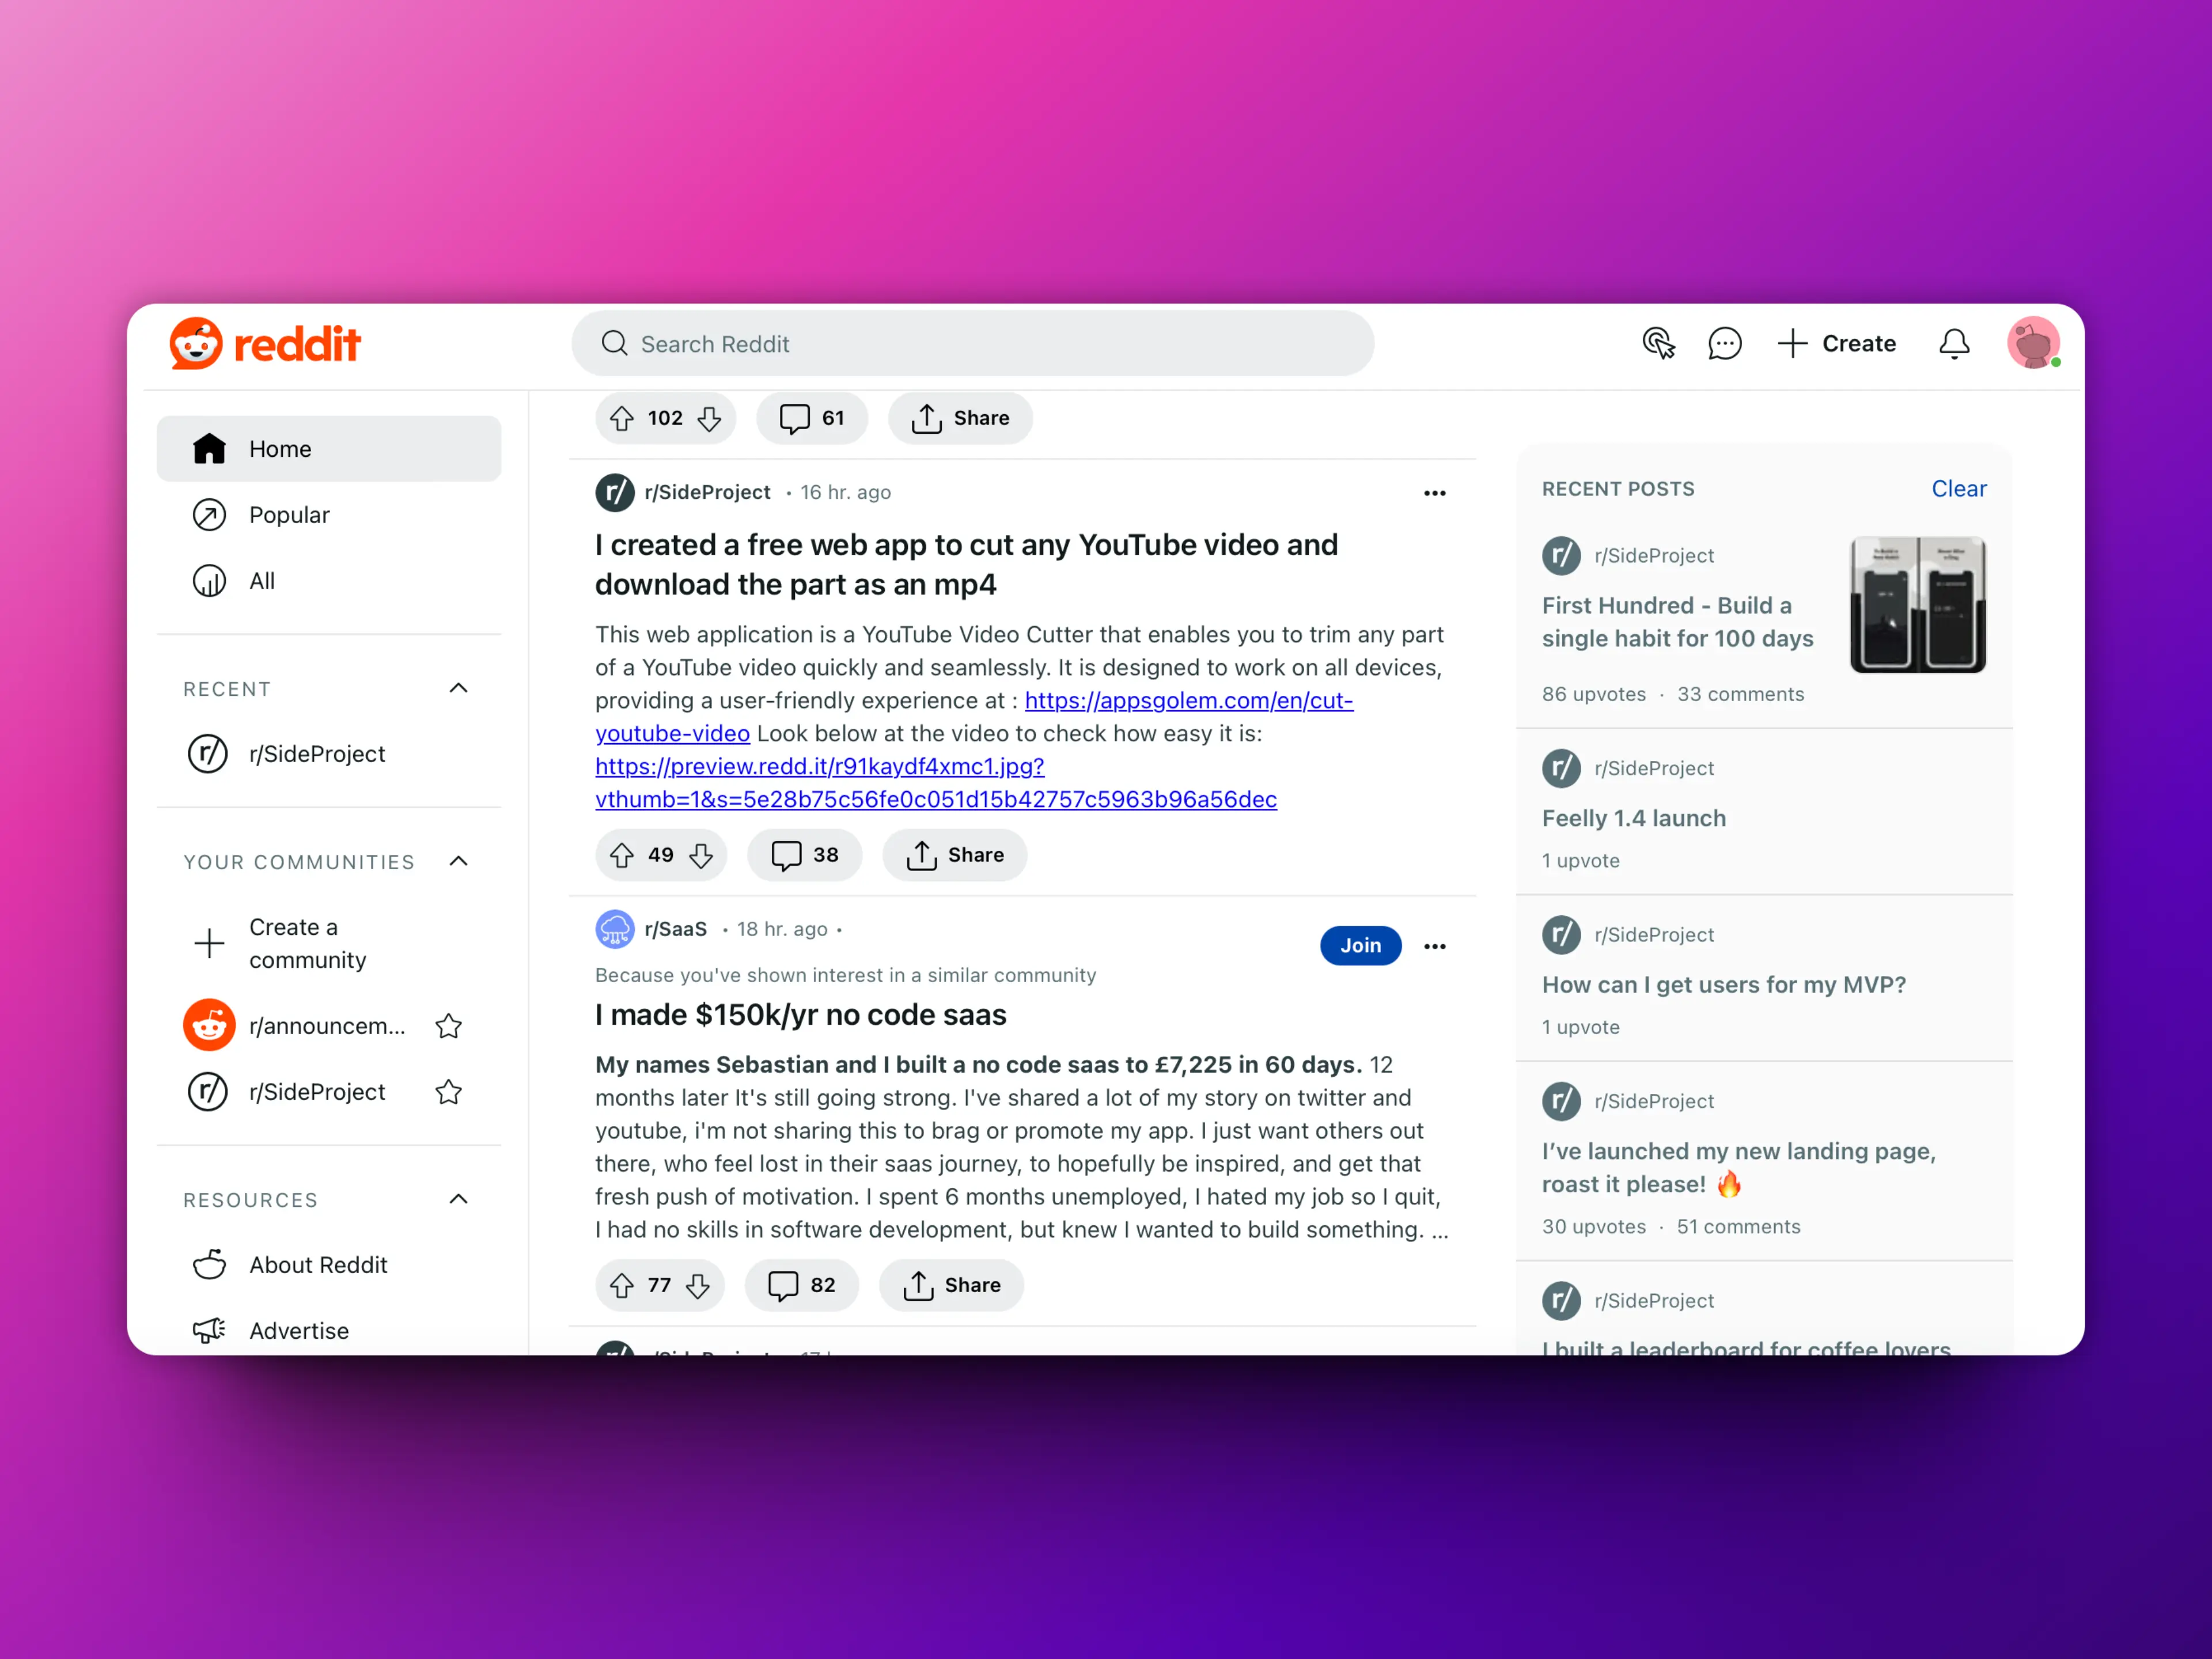 reddit
Search Reddit
Create
Home
Popular
All
RECENT
r/SideProject
YOUR COMMUNITIES
Create a
community
r/announcem...
r/SideProject
RESOURCES
About Reddit
Advertise
102
61
Share
r/SideProject • 16 hr. ago
I created a free web app to cut any YouTube video and
download the part as an mp4
This web application is a YouTube Video Cutter that enables you to trim any part
of a YouTube video quickly and seamlessly. It is designed to work on all devices,
providing a user-friendly experience at : https://appsgolem.com/en/cut-
youtube-video Look below at the video to check how easy it is:
https://preview.redd.it/r91kaydf4xmc1.jpg?
vthumb=1&s=5e28b75c56fe0c051d15b42757c5963b96a56dec
49
38
Share
r/SaaS • 18 hr. ago •
Join
Because you've shown interest in a similar community
I made $150k/yr no code saas
My names Sebastian and I built a no code saas to £7,225 in 60 days. 12
months later It's still going strong. I've shared a lot of my story on twitter and
youtube, i'm not sharing this to brag or promote my app. I just want others out
there, who feel lost in their saas journey, to hopefully be inspired, and get that
fresh push of motivation. I spent 6 months unemployed, I hated my job so I quit,
I had no skills in software development, but knew I wanted to build something. ...
77
82
Share
RECENT POSTS
Clear
r/SideProject
First Hundred - Build a
single habit for 100 days
86 upvotes · 33 comments
r/SideProject
Feelly 1.4 launch
1 upvote
r/SideProject
How can I get users for my MVP?
1 upvote
r/SideProject
I’ve launched my new landing page,
roast it please! 🔥
30 upvotes · 51 comments
r/SideProject
I built a leaderboard for coffee lovers